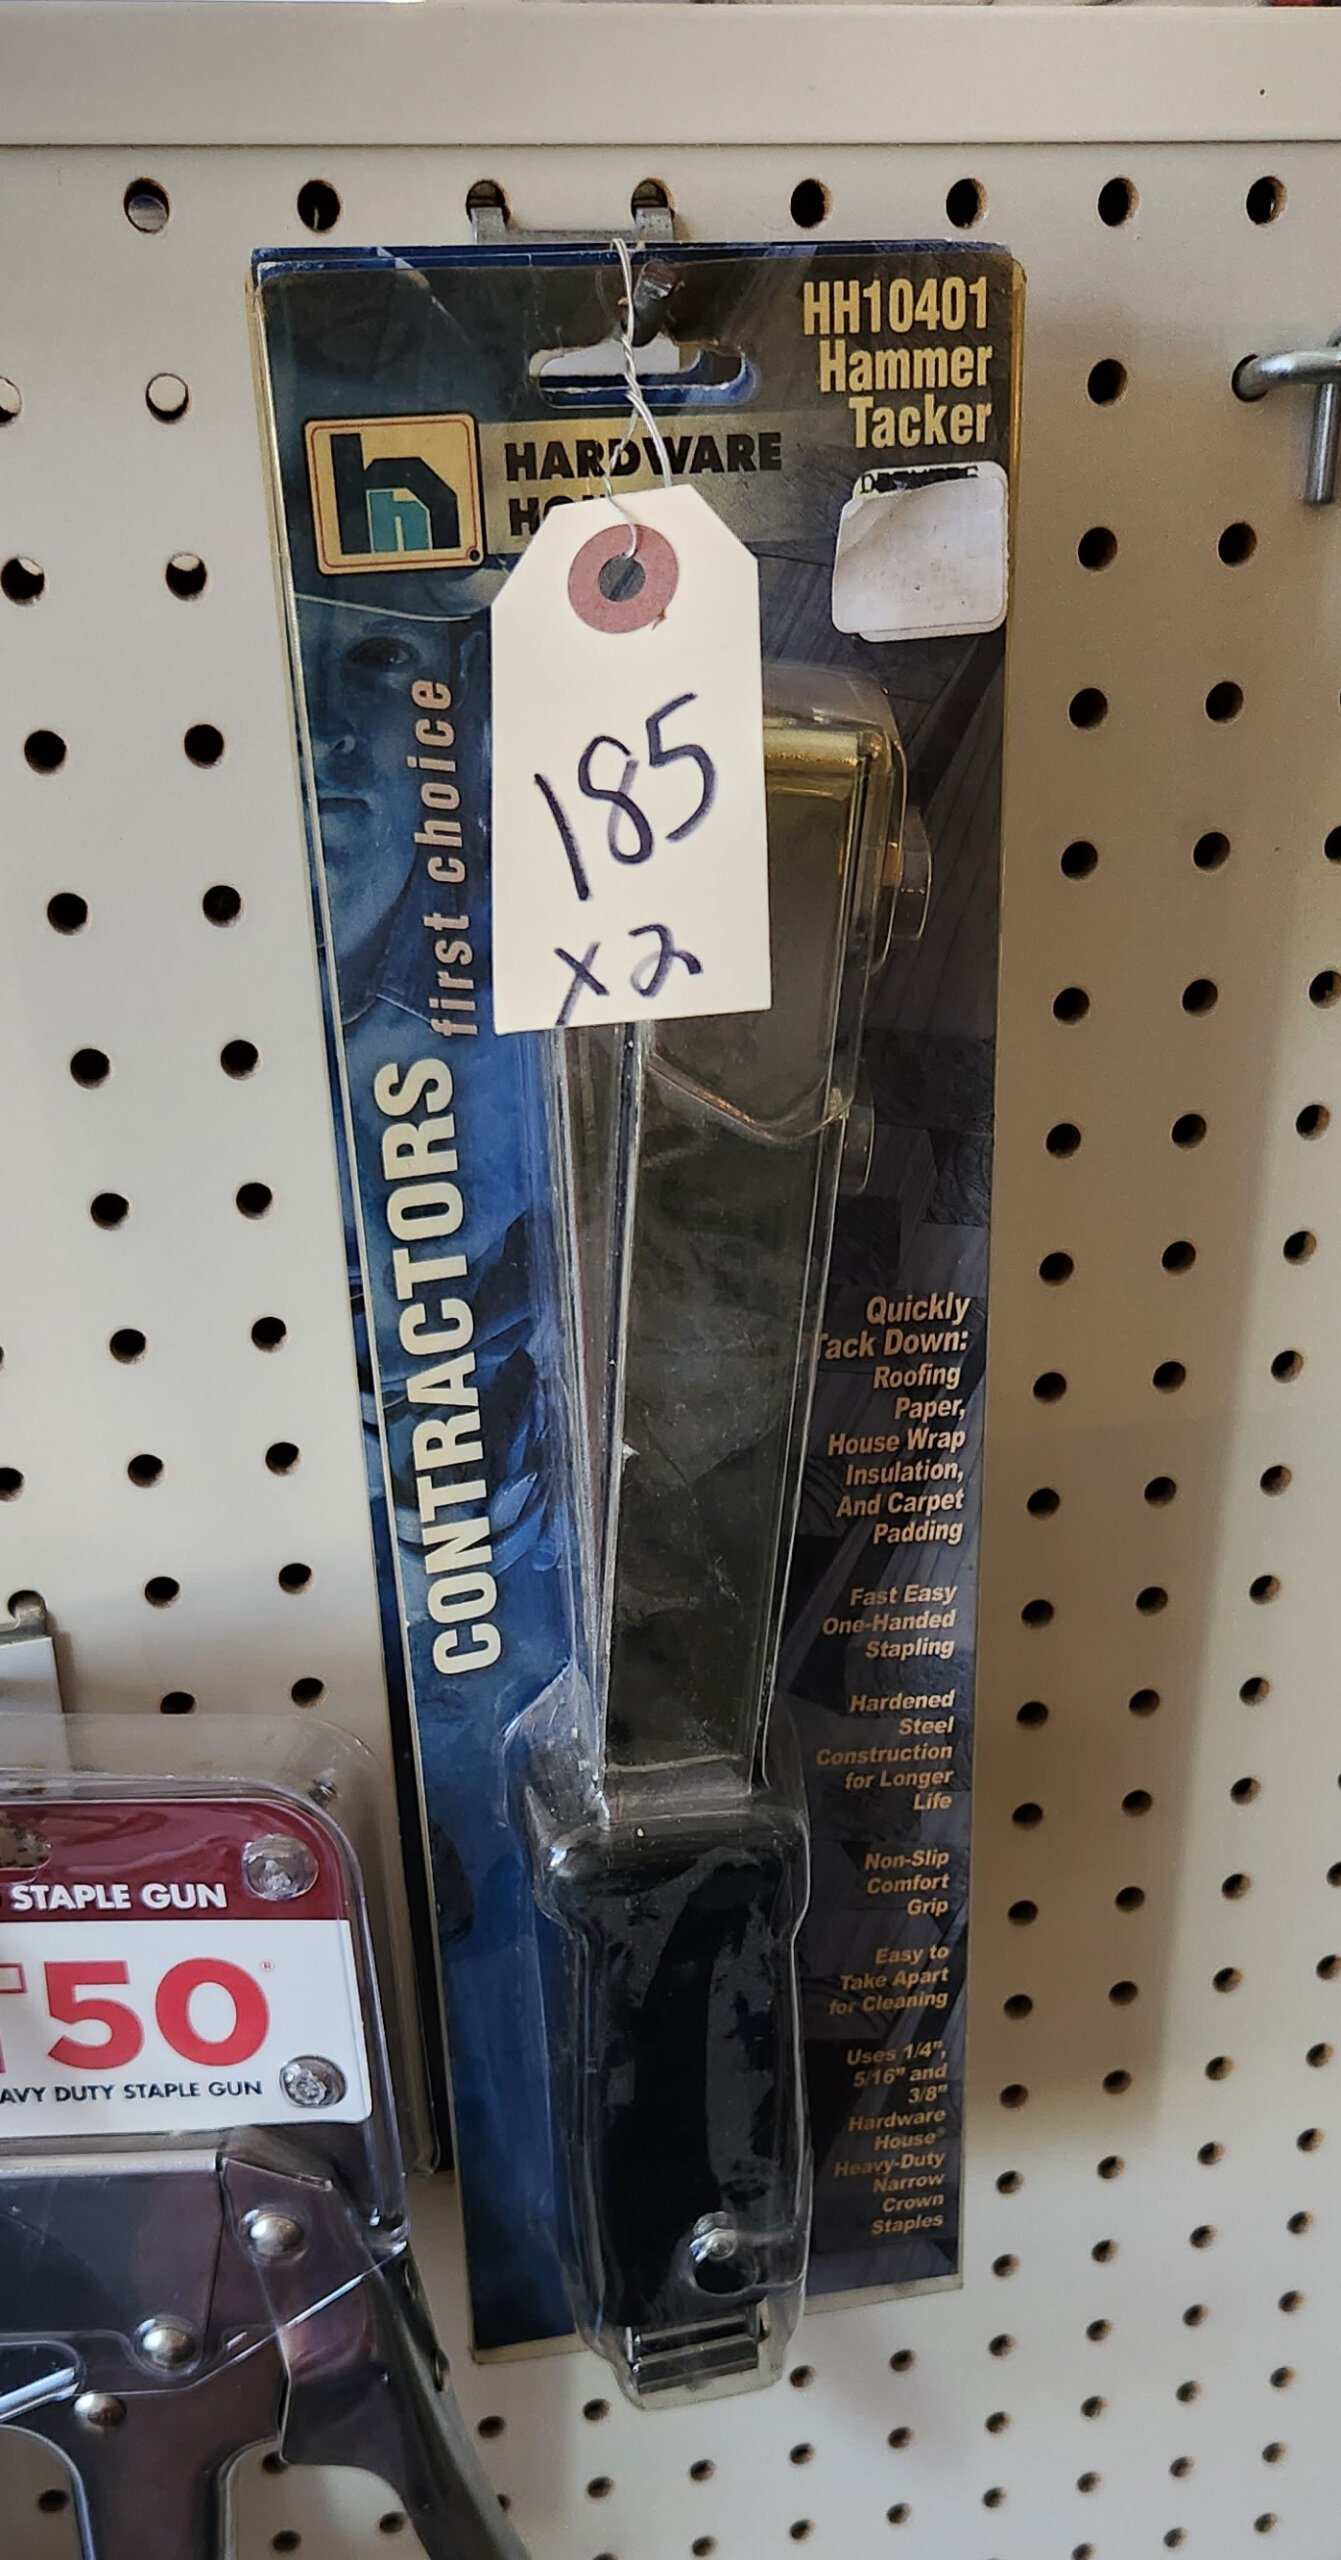 HH10401
Hammer
Tacker
HARDWARE
185
x2
CONTRACTORS first choice
Quickly
Tack Down:
Roofing
Paper,
House Wrap
Insulation,
And Carpet
Padding
Fast Easy
One-Handed
Stapling
Hardened
Steel
Construction
for Longer
Life
Non-Slip
Comfort
Grip
Easy to
Take Apart
for Cleaning
Uses 1/4",
5/16" and
3/8"
Hardware
House®
Heavy-Duty
Narrow
Crown
Staples
STAPLE GUN
T50®
HEAVY DUTY STAPLE GUN